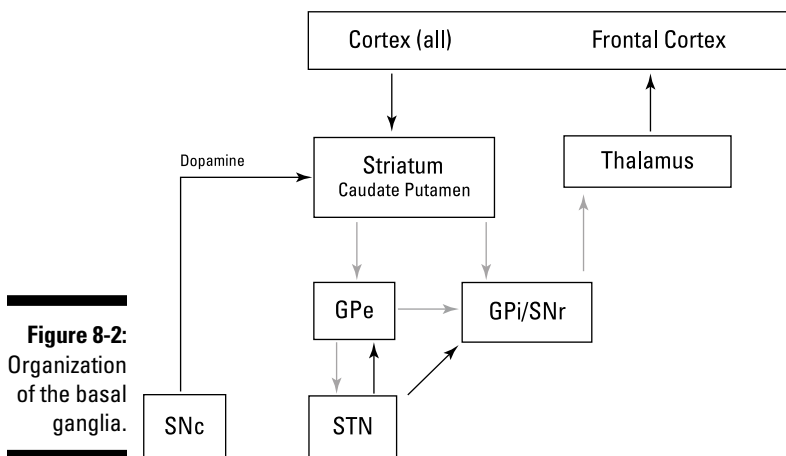 Cortex (all) Frontal Cortex
Dopamine
Striatum
Caudate Putamen
Thalamus
GPe
GPi/SNr
Figure 8-2:
Organization
of the basal
ganglia.
SNc
STN